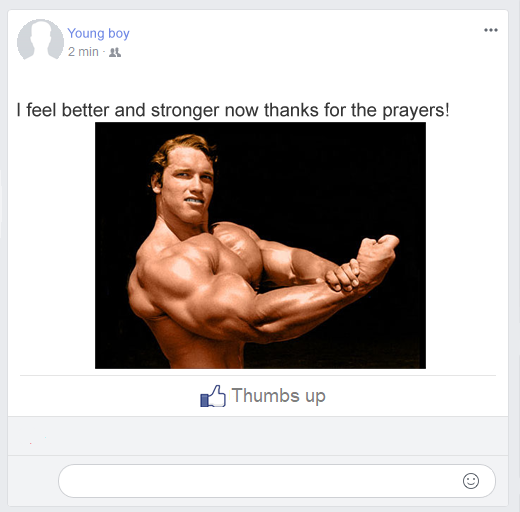 Young boy
2 min ·
I feel better and stronger now thanks for the prayers!
Thumbs up